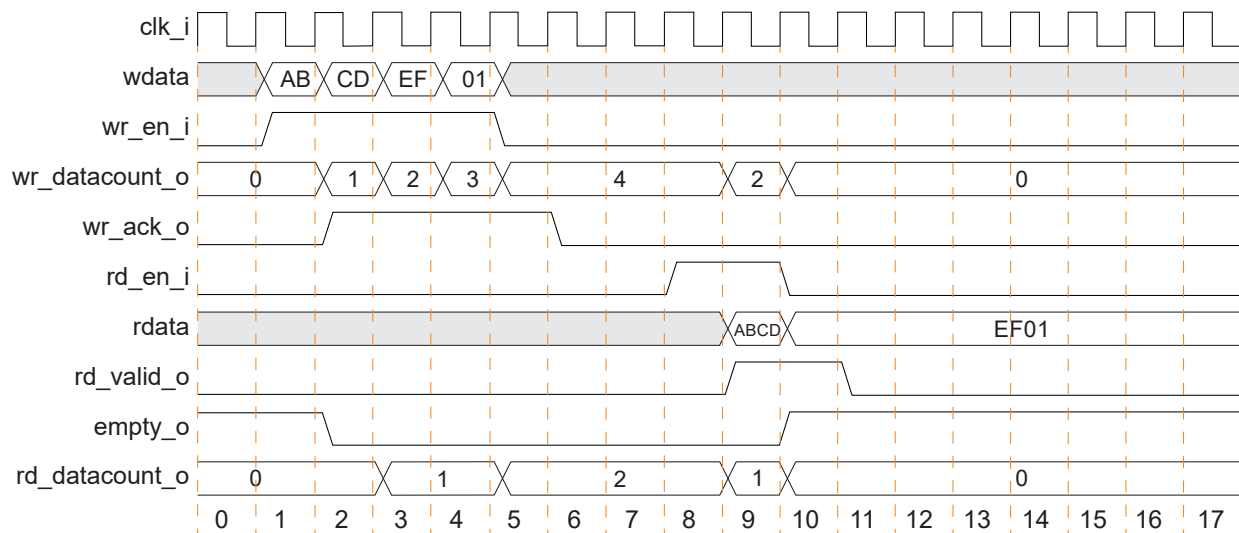 clk_i
wdata AB CD EF 01
wr_en_i
wr_datacount_o 0 1 2 3 4 2 0
wr_ack_o
rd_en_i
rdata ABCD EF01
rd_valid_o
empty_o
rd_datacount_o 0 1 2 1 0
0 1 2 3 4 5 6 7 8 9 10 11 12 13 14 15 16 17